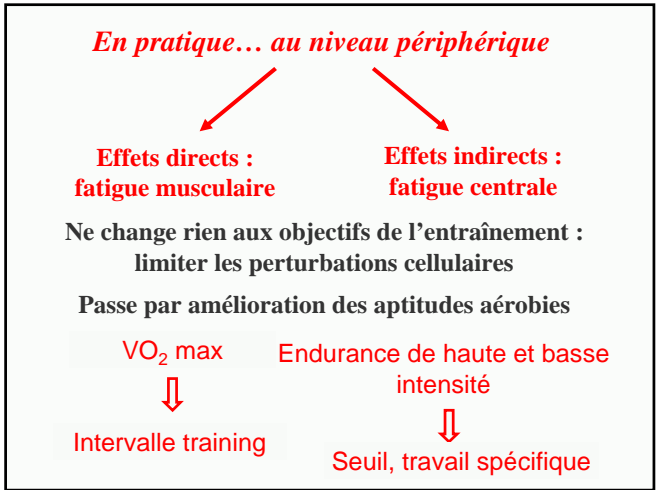 En pratique… au niveau périphérique
Effets directs :
fatigue musculaire
Effets indirects :
fatigue centrale
Ne change rien aux objectifs de l’entraînement :
limiter les perturbations cellulaires
Passe par amélioration des aptitudes aérobies
VO₂ max
Intervalle training
Endurance de haute et basse
intensité
Seuil, travail spécifique